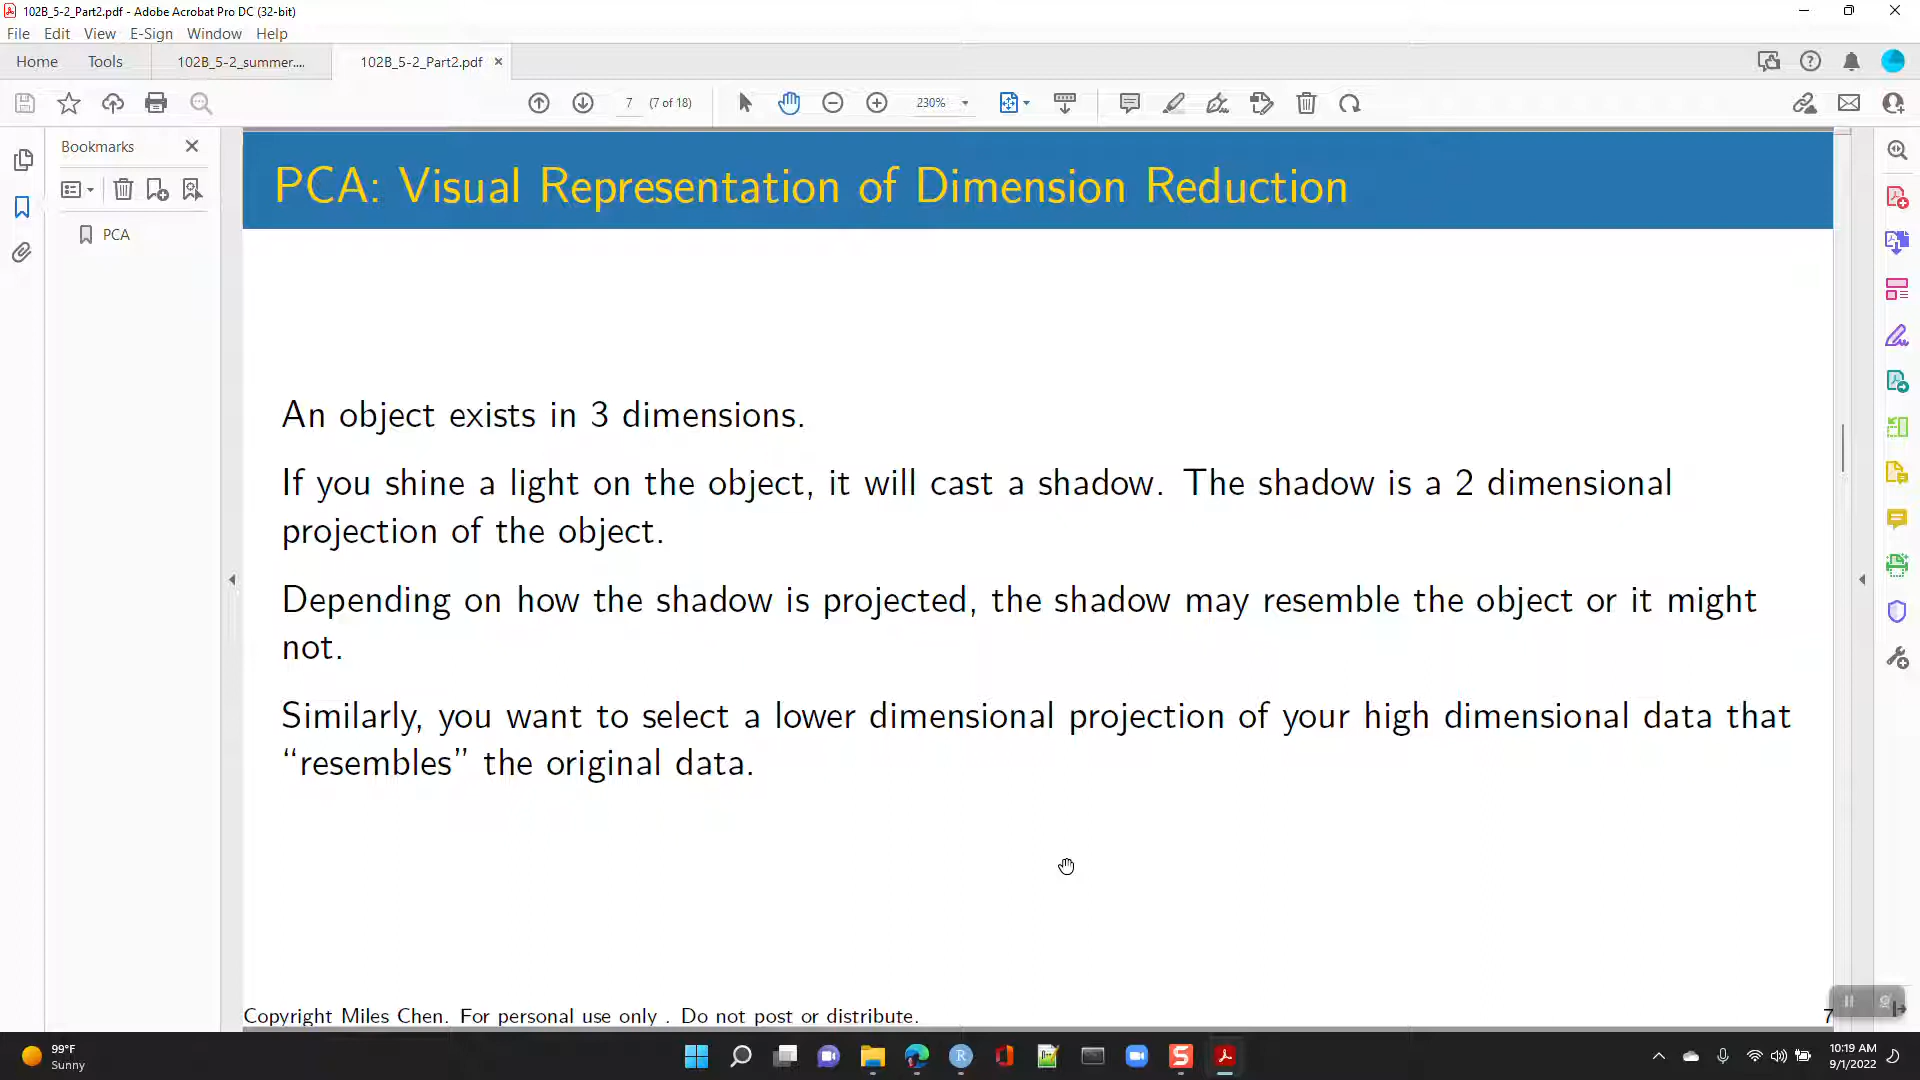 102B_5-2_Part2.pdf - Adobe Acrobat Pro DC (32-bit)
File Edit View E-Sign Window Help
Home Tools 102B_5-2_summer.... 102B_5-2_Part2.pdf ×
7 (7 of 18) 230%
Bookmarks
PCA
PCA: Visual Representation of Dimension Reduction
An object exists in 3 dimensions.
If you shine a light on the object, it will cast a shadow. The shadow is a 2 dimensional
projection of the object.
Depending on how the shadow is projected, the shadow may resemble the object or it might
not.
Similarly, you want to select a lower dimensional projection of your high dimensional data that
“resembles” the original data.
Copyright Miles Chen. For personal use only . Do not post or distribute.
7
99°F
Sunny
10:19 AM
9/1/2022